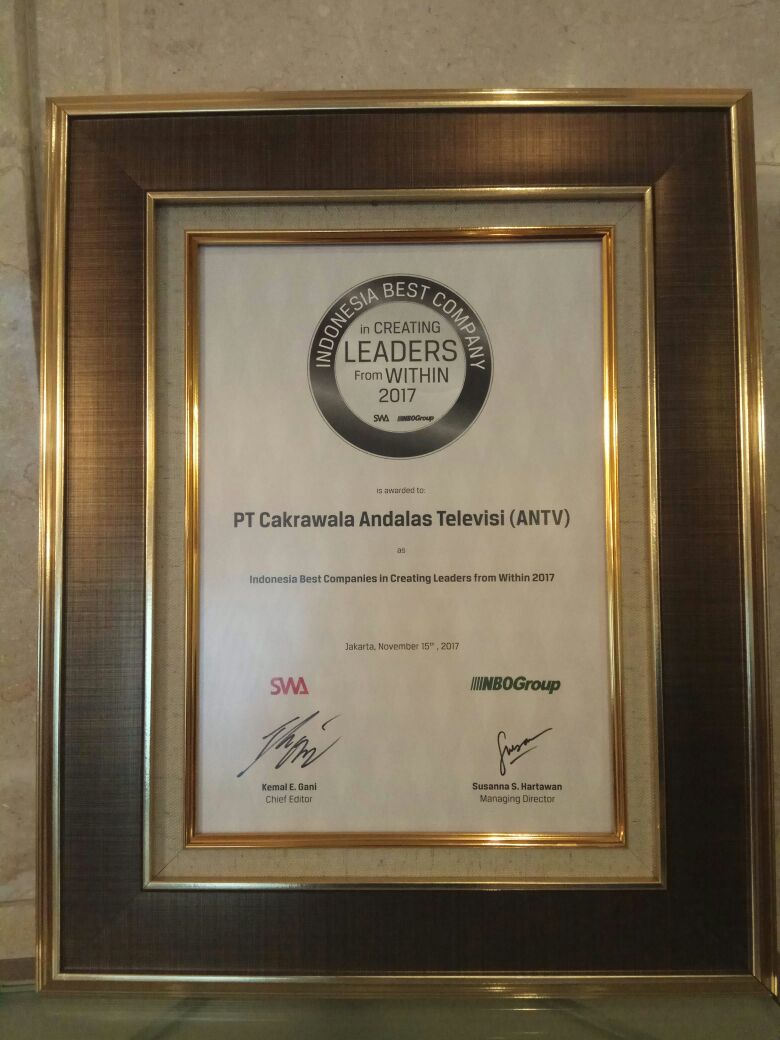 INDONESIA BEST COMPANY
in CREATING
LEADERS
From WITHIN
2017
SWA NBOGroup
is awarded to:
PT Cakrawala Andalas Televisi (ANTV)
as
Indonesia Best Companies in Creating Leaders from Within 2017
Jakarta, November 15th , 2017
SWA NBOGroup
Kemal E. Gani Susanna S. Hartawan
Chief Editor Managing Director